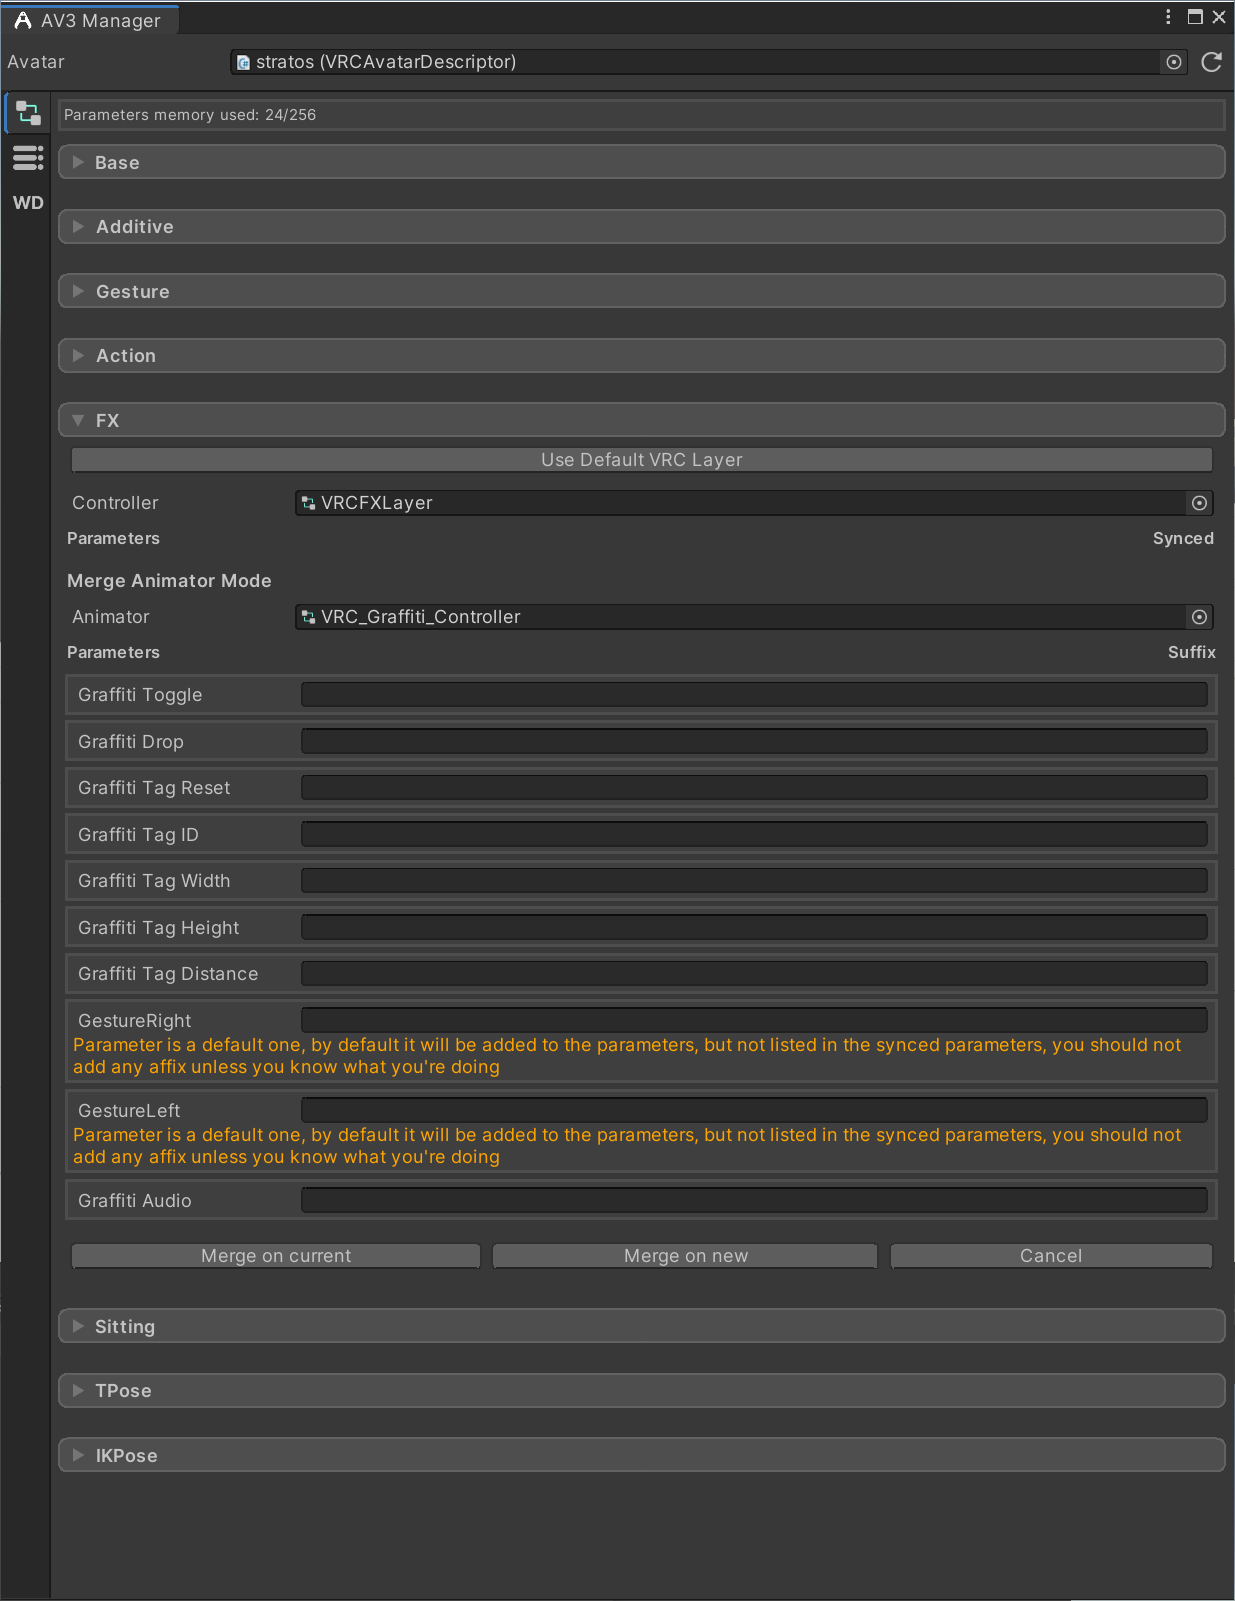 AV3 Manager
Avatar stratos (VRCAvatarDescriptor)
Parameters memory used: 24/256
WD
Base
Additive
Gesture
Action
FX
Use Default VRC Layer
Controller VRCFXLayer
Parameters Synced
Merge Animator Mode
Animator VRC_Graffiti_Controller
Parameters Suffix
Graffiti Toggle
Graffiti Drop
Graffiti Tag Reset
Graffiti Tag ID
Graffiti Tag Width
Graffiti Tag Height
Graffiti Tag Distance
GestureRight
Parameter is a default one, by default it will be added to the parameters, but not listed in the synced parameters, you should not
add any affix unless you know what you're doing
GestureLeft
Parameter is a default one, by default it will be added to the parameters, but not listed in the synced parameters, you should not
add any affix unless you know what you're doing
Graffiti Audio
Merge on current Merge on new Cancel
Sitting
TPose
IKPose